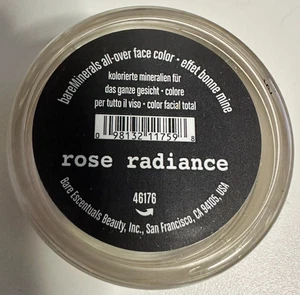 bareMinerals all-over face color • effet bonne mine
kolorierte mineralien für
das ganze gesicht • colore
per tutto il viso • color facial total
0 98132 11759 8
rose radiance
46176
Bare Escentuals Beauty, Inc., San Francisco, CA 94105, USA